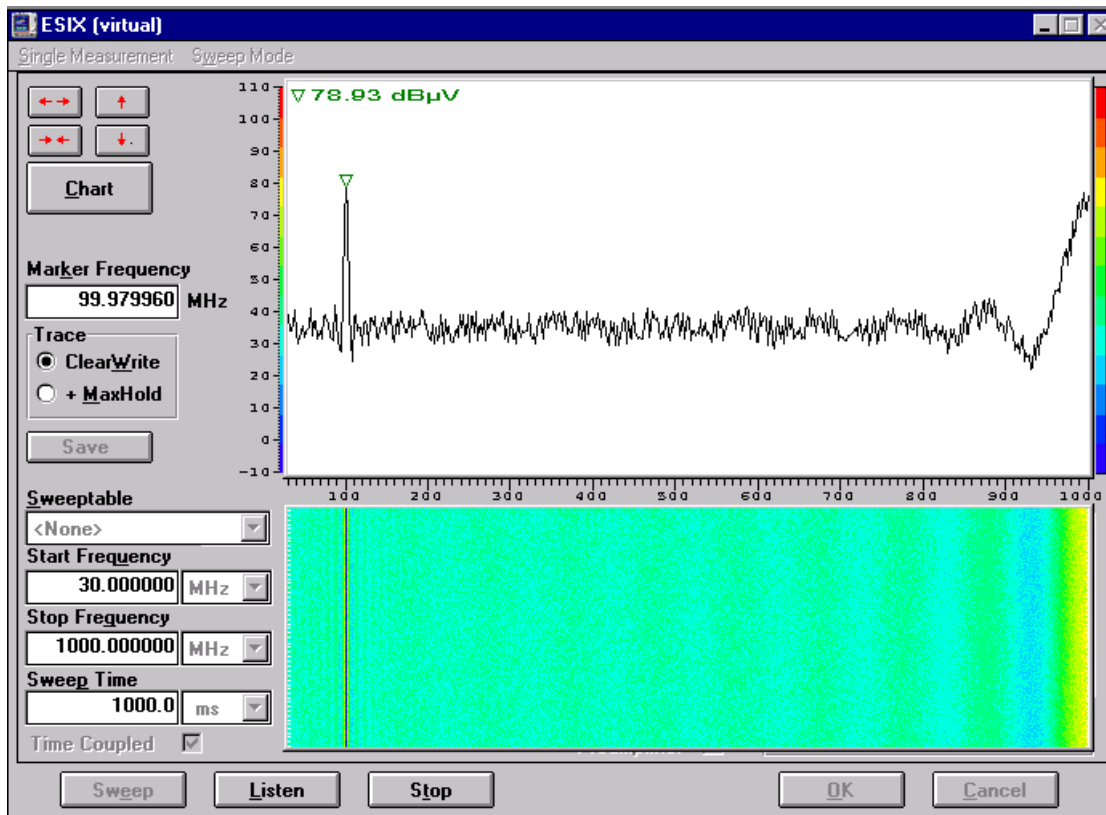 ESIX (virtual)
Single Measurement Sweep Mode
Chart
Marker Frequency
99.979960 MHz
Trace
ClearWrite
+ MaxHold
Save
Sweeptable
<None>
Start Frequency
30.000000 MHz
Stop Frequency
1000.000000 MHz
Sweep Time
1000.0 ms
Time Coupled
▽ 78.93 dBµV
110
100
90
80
70
60
50
40
30
20
10
0
-10
100 200 300 400 500 600 700 800 900 1000
Sweep Listen Stop OK Cancel